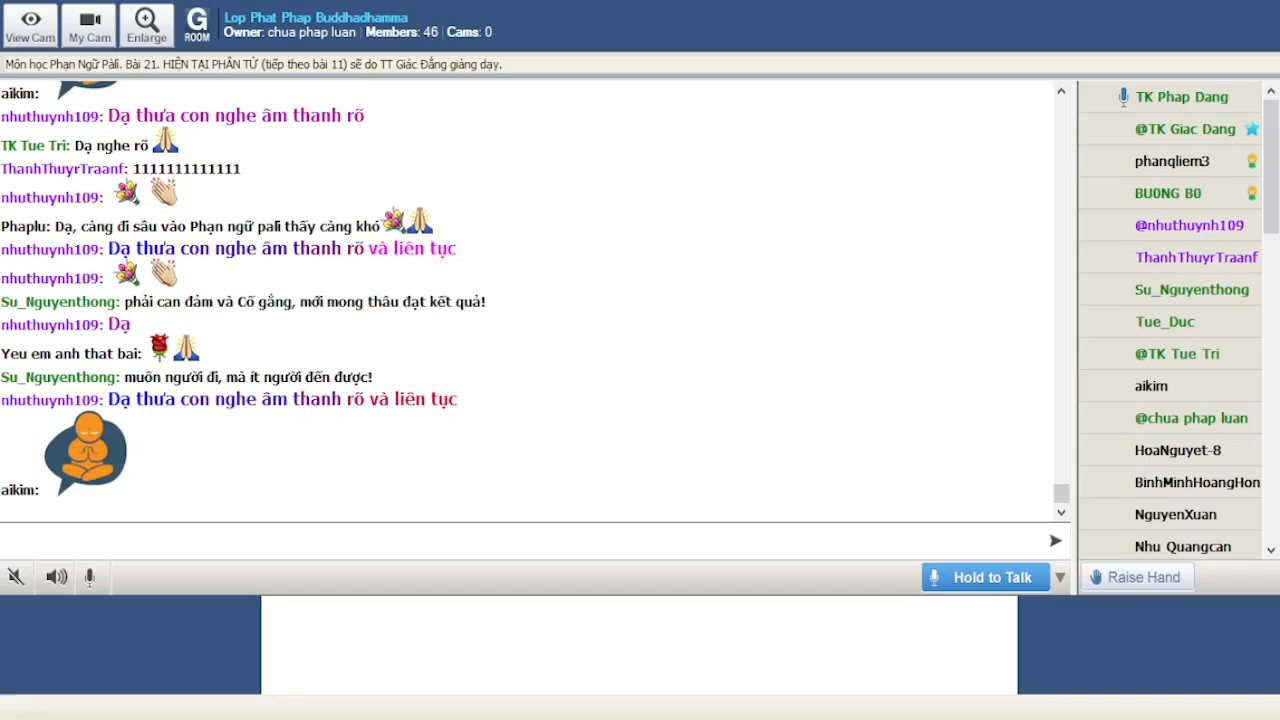 View Cam
My Cam
Enlarge
G
ROOM
Lop Phat Phap Buddhadhamma
Owner: chua phap luan | Members: 46 | Cams: 0
Môn học Phạn Ngữ Pāli. Bài 21. HIỆN TẠI PHÂN TỪ (tiếp theo bài 11) sẽ do TT Giác Đẳng giảng dạy.
aikim:
nhuthuynh109: Dạ thưa con nghe âm thanh rõ
TK Tue Tri: Dạ nghe rõ
ThanhThuyrTraanf: 1111111111111
nhuthuynh109:
Phaplu: Dạ, càng đi sâu vào Phạn ngữ pali thấy càng khó
nhuthuynh109: Dạ thưa con nghe âm thanh rõ và liên tục
nhuthuynh109:
Su_Nguyenthong: phải can đảm và Cố gắng, mới mong thâu đạt kết quả!
nhuthuynh109: Dạ
Yeu em anh that bai:
Su_Nguyenthong: muôn người đi, mà ít người đến được!
nhuthuynh109: Dạ thưa con nghe âm thanh rõ và liên tục
aikim:
TK Phap Dang
@TK Giac Dang
phanqliem3
BU0NG B0
@nhuthuynh109
ThanhThuyrTraanf
Su_Nguyenthong
Tue_Duc
@TK Tue Tri
aikim
@chua phap luan
HoaNguyet-8
BinhMinhHoangHon
NguyenXuan
Nhu Quangcan
Hold to Talk
Raise Hand